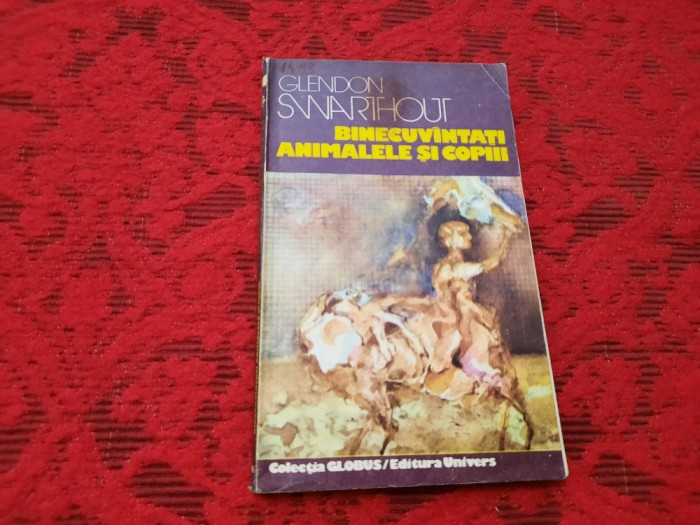 GLENDON
SWARTHOUT
BINECUVÎNTAȚI
ANIMALELE ȘI COPIII
Colecția GLOBUS/Editura Univers